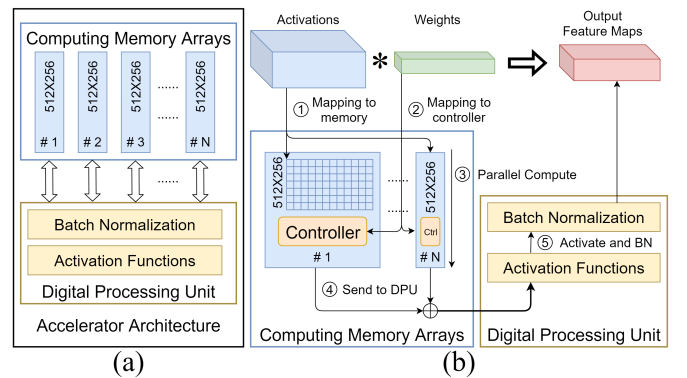 Computing Memory Arrays
512X256
512X256
512X256
......
......
512X256
# 1
# 2
# 3
# N
......
Batch Normalization
Activation Functions
Digital Processing Unit
Accelerator Architecture
(a)
Activations
Weights
Output
Feature Maps
*
① Mapping to
memory
② Mapping to
controller
512X256
......
......
512X256
③ Parallel Compute
Controller
Ctrl
# 1
# N
④ Send to DPU
Computing Memory Arrays
Batch Normalization
⑤ Activate and BN
Activation Functions
Digital Processing Unit
(b)